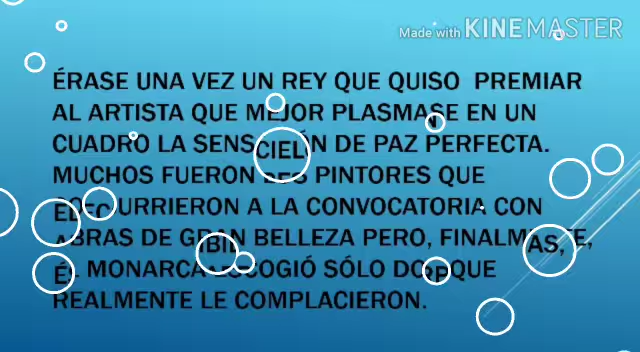 Made with KINEMASTER
ÉRASE UNA VEZ UN REY QUE QUISO PREMIAR
AL ARTISTA QUE MEJOR PLASMASE EN UN
CUADRO LA DE PAZ PERFECTA.
MUCHOS FUERON PINTORES QUE
A LA CONVOCATORIA CON
DE BELLEZA PERO,
MONARCA SÓLO QUE
REALMENTE LE COMPLACIERON.